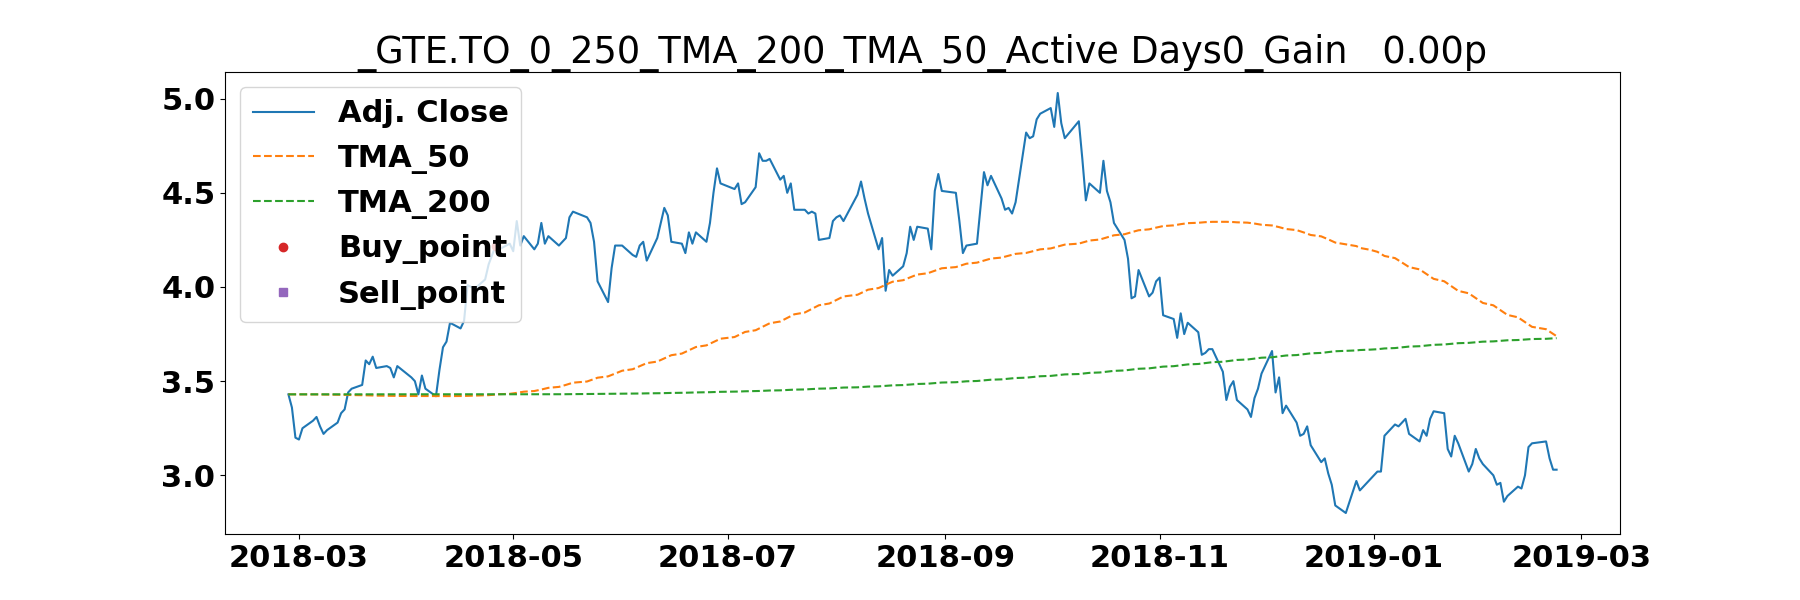 _GTE.TO_0_250_TMA_200_TMA_50_Active Days0_Gain   0.00p
5.0
4.5
4.0
3.5
3.0
Adj. Close
TMA_50
TMA_200
Buy_point
Sell_point
2018-03 2018-05 2018-07 2018-09 2018-11 2019-01 2019-03